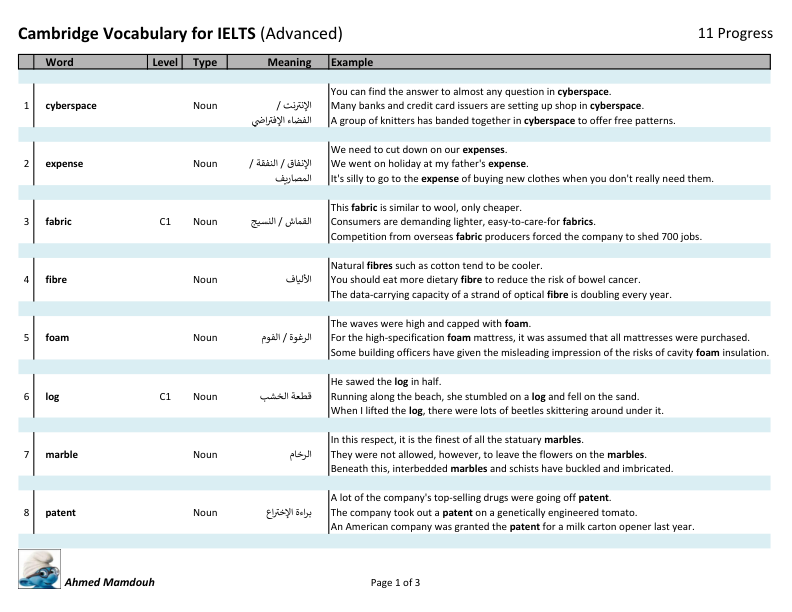 Cambridge Vocabulary for IELTS (Advanced)
11 Progress
Word Level Type Meaning Example
1 cyberspace Noun الإنترنت / الفضاء الإفتراضي
You can find the answer to almost any question in cyberspace.
Many banks and credit card issuers are setting up shop in cyberspace.
A group of knitters has banded together in cyberspace to offer free patterns.
2 expense Noun الإنفاق / النفقة / المصاريف
We need to cut down on our expenses.
We went on holiday at my father's expense.
It's silly to go to the expense of buying new clothes when you don't really need them.
3 fabric C1 Noun القماش / النسيج
This fabric is similar to wool, only cheaper.
Consumers are demanding lighter, easy-to-care-for fabrics.
Competition from overseas fabric producers forced the company to shed 700 jobs.
4 fibre Noun الألياف
Natural fibres such as cotton tend to be cooler.
You should eat more dietary fibre to reduce the risk of bowel cancer.
The data-carrying capacity of a strand of optical fibre is doubling every year.
5 foam Noun الرغوة / الفوم
The waves were high and capped with foam.
For the high-specification foam mattress, it was assumed that all mattresses were purchased.
Some building officers have given the misleading impression of the risks of cavity foam insulation.
6 log C1 Noun قطعة الخشب
He sawed the log in half.
Running along the beach, she stumbled on a log and fell on the sand.
When I lifted the log, there were lots of beetles skittering around under it.
7 marble Noun الرخام
In this respect, it is the finest of all the statuary marbles.
They were not allowed, however, to leave the flowers on the marbles.
Beneath this, interbedded marbles and schists have buckled and imbricated.
8 patent Noun براءة الإختراع
A lot of the company's top-selling drugs were going off patent.
The company took out a patent on a genetically engineered tomato.
An American company was granted the patent for a milk carton opener last year.
Ahmed Mamdouh
Page 1 of 3